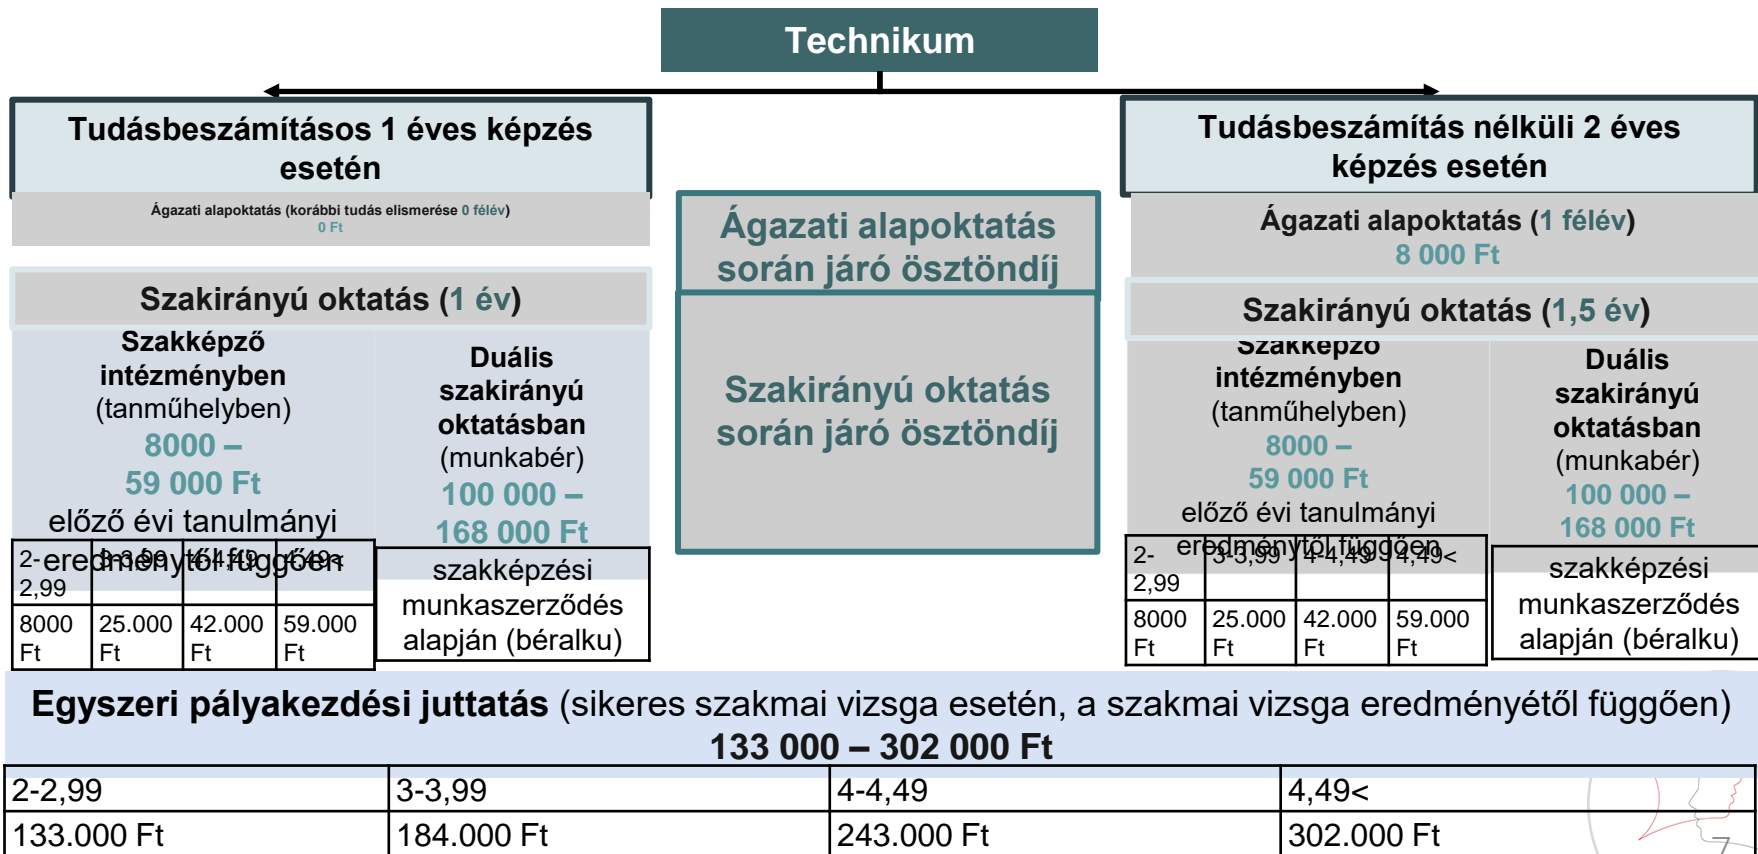 Technikum
Tudásbeszámításos 1 éves képzés
esetén
Ágazati alapoktatás (korábbi tudás elismerése 0 félév)
0 Ft
Szakirányú oktatás (1 év)
Szakképző
intézményben
(tanműhelyben)
8000 –
59 000 Ft
előző évi tanulmányi
eredménytől függően
2-
2,99
3-3,99
4-4,49
4,49<
8000
Ft
25.000
Ft
42.000
Ft
59.000
Ft
Duális
szakirányú
oktatásban
(munkabér)
100 000 –
168 000 Ft
szakképzési
munkaszerződés
alapján (béralku)
Ágazati alapoktatás
során járó ösztöndíj
Szakirányú oktatás
során járó ösztöndíj
Tudásbeszámítás nélküli 2 éves
képzés esetén
Ágazati alapoktatás (1 félév)
8 000 Ft
Szakirányú oktatás (1,5 év)
Szakképző
intézményben
(tanműhelyben)
8000 –
59 000 Ft
előző évi tanulmányi
eredménytől függően
2-
2,99
3-3,99
4-4,49
4,49<
8000
Ft
25.000
Ft
42.000
Ft
59.000
Ft
Duális
szakirányú
oktatásban
(munkabér)
100 000 –
168 000 Ft
szakképzési
munkaszerződés
alapján (béralku)
Egyszeri pályakezdési juttatás (sikeres szakmai vizsga esetén, a szakmai vizsga eredményétől függően)
133 000 – 302 000 Ft
2-2,99 3-3,99 4-4,49 4,49<
133.000 Ft 184.000 Ft 243.000 Ft 302.000 Ft
7